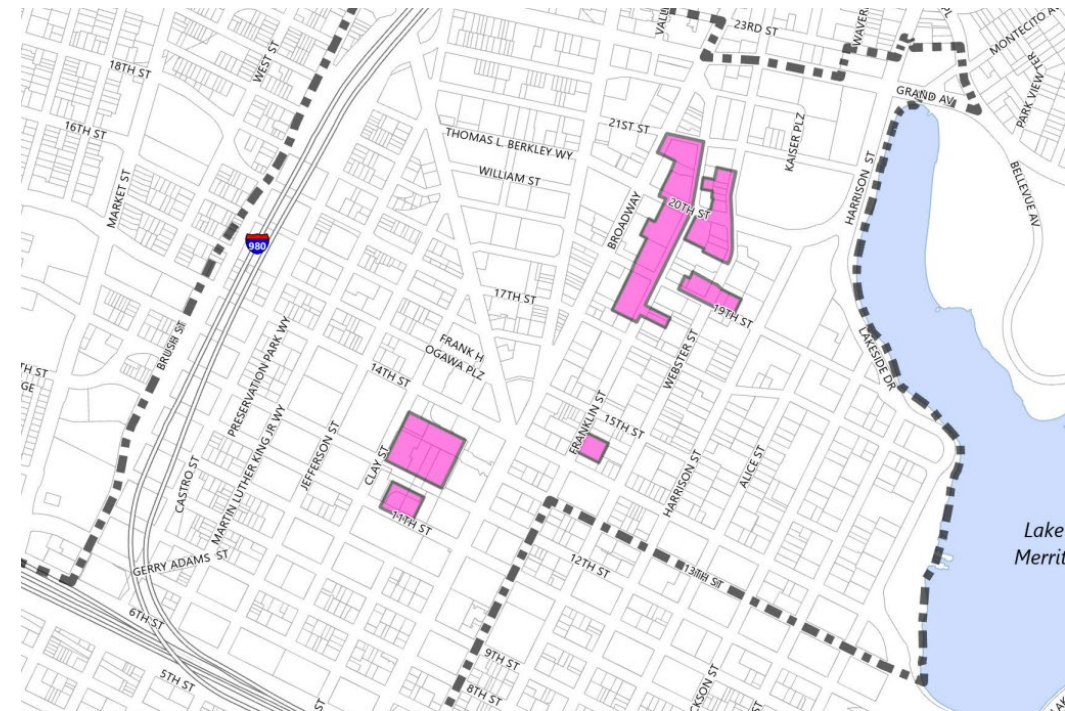 23RD ST
MONTECITO A
18TH ST
WEST ST
PARK VIEW
TER
GRAND AV
16TH ST
21ST ST
THOMAS L. BERKLEY WY
KAISER PLZ
WILLIAM ST
HARRISON ST
BELLEVUE AV
MARKET ST
BROADWAY
20TH ST
980
17TH ST
19TH ST
FRANK H
OGAWA PLZ
BRUSH ST
PRESERVATION PARK WY
14TH ST
WEBSTER ST
LAKESIDE DR
MARTIN LUTHER KING JR WY
JEFFERSON ST
CLAY ST
FRANKLIN ST
15TH ST
ALICE ST
HARRISON ST
CASTRO ST
11TH ST
Lake
Merrit
GERRY ADAMS ST
12TH ST
13TH ST
6TH ST
5TH ST
9TH ST
8TH ST
CKSON ST